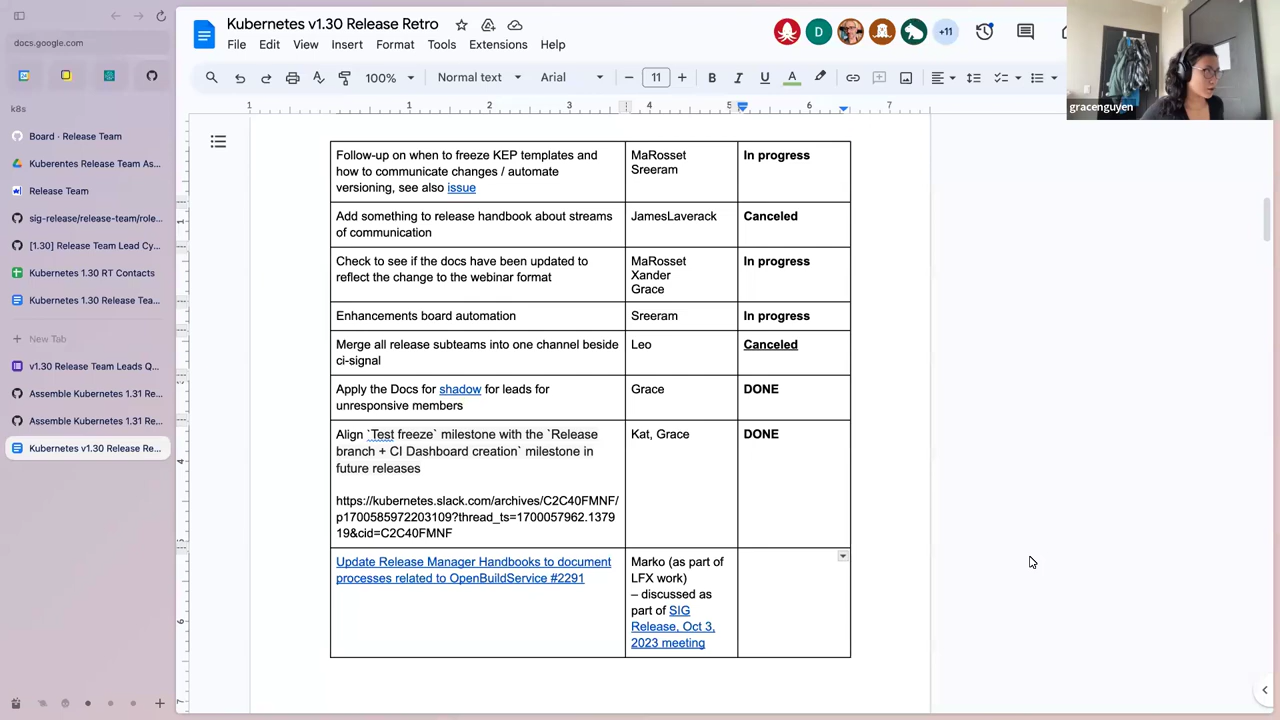 docs.google.com
k8s
Board · Release Team
Kuberentes Release Team As...
Release Team
sig-release/release-team/role...
[1.30] Release Team Lead Cy...
Kubernetes 1.30 RT Contacts
Kubernetes 1.30 Release Tea...
New Tab
v1.30 Release Team Leads Q...
Assemble Kubernetes 1.31 Re...
Assemble Kubernetes 1.31 Re...
Kubernetes v1.30 Release Re...
Kubernetes v1.30 Release Retro
File Edit View Insert Format Tools Extensions Help
D
+11
100% Normal text Arial 11 B I U A
1 1 2 3 4 5 6 7
gracenguyen
Follow-up on when to freeze KEP templates and
how to communicate changes / automate
versioning, see also issue
MaRosset
Sreeram
In progress
Add something to release handbook about streams
of communication
JamesLaverack
Canceled
Check to see if the docs have been updated to
reflect the change to the webinar format
MaRosset
Xander
Grace
In progress
Enhancements board automation
Sreeram
In progress
Merge all release subteams into one channel beside
ci-signal
Leo
Canceled
Apply the Docs for shadow for leads for
unresponsive members
Grace
DONE
Align `Test freeze` milestone with the `Release
branch + CI Dashboard creation` milestone in
future releases
https://kubernetes.slack.com/archives/C2C40FMNF/
p1700585972203109?thread_ts=1700057962.1379
19&cid=C2C40FMNF
Kat, Grace
DONE
Update Release Manager Handbooks to document
processes related to OpenBuildService #2291
Marko (as part of
LFX work)
– discussed as
part of SIG
Release, Oct 3,
2023 meeting